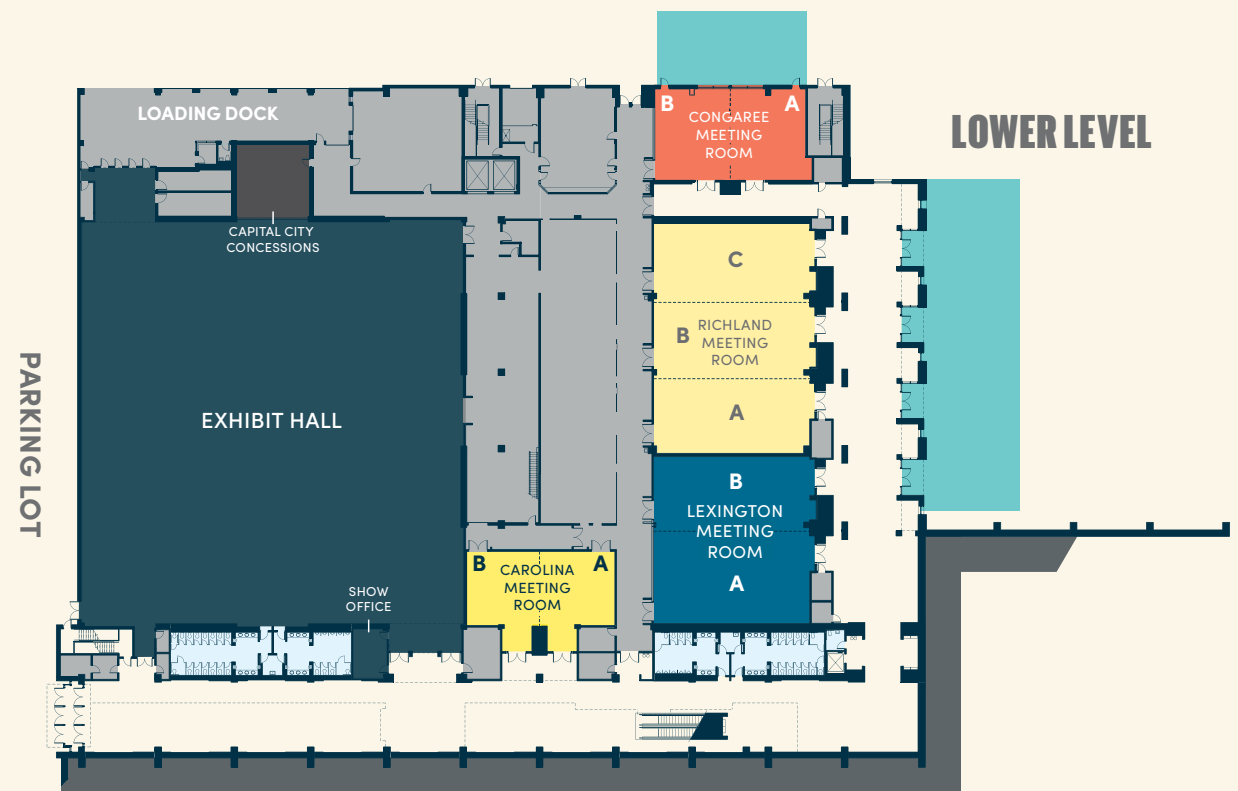 LOADING DOCK
B
A
CONGAREE
MEETING
ROOM
LOWER LEVEL
CAPITAL CITY
CONCESSIONS
C
B
RICHLAND
MEETING
ROOM
A
PARKING LOT
EXHIBIT HALL
B
LEXINGTON
MEETING
ROOM
A
B
CAROLINA
MEETING
ROOM
A
SHOW
OFFICE